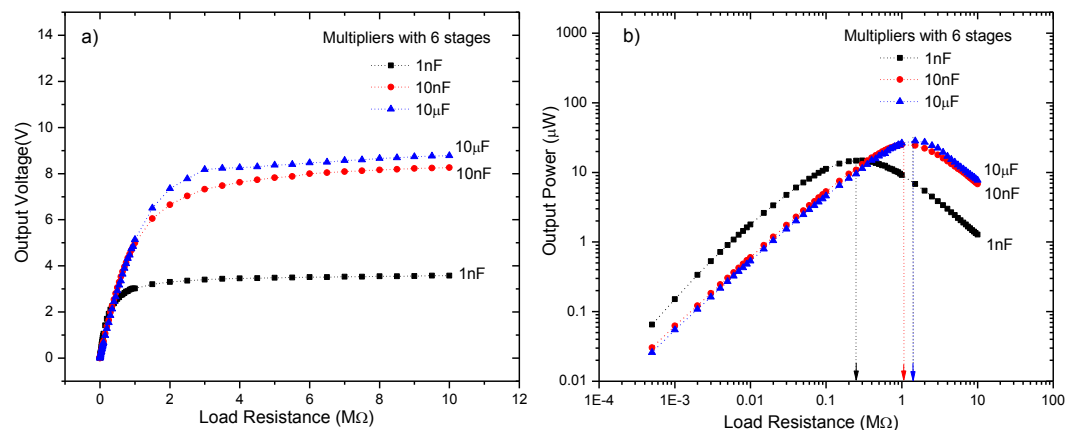 a)
Multipliers with 6 stages
1nF
10nF
10μF
10μF
10nF
1nF
Output Voltage(V)
14
12
10
8
6
4
2
0
0 2 4 6 8 10 12
Load Resistance (MΩ)
b)
Multipliers with 6 stages
1nF
10nF
10μF
10μF
10nF
1nF
Output Power (μW)
1000
100
10
1
0.1
0.01
1E-4 1E-3 0.01 0.1 1 10 100
Load Resistance (MΩ)